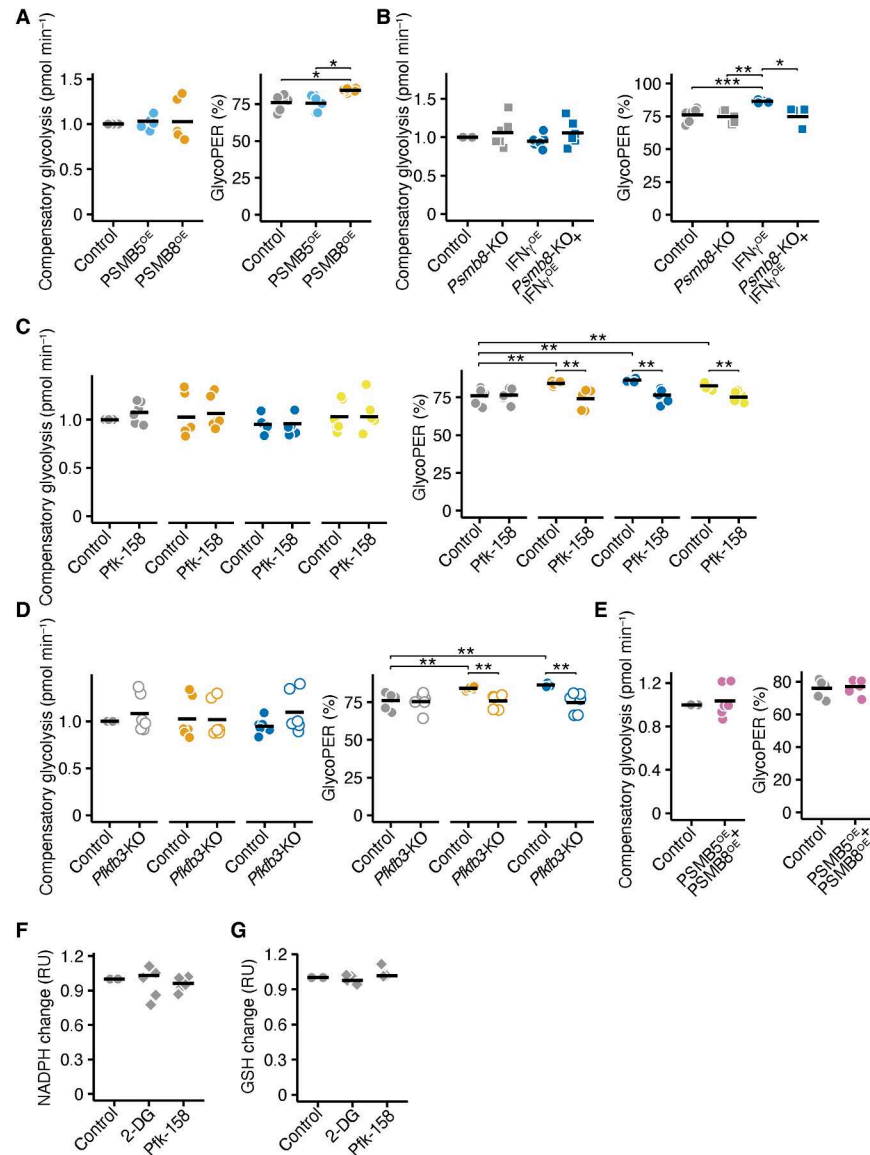 A
Compensatory glycolysis (pmol min⁻¹)
1.5
1.0
0.5
0
Control
PSMB5ᴼᴱ
PSMB8ᴼᴱ
GlycoPER (%)
75
50
25
0
*
*
Control
PSMB5ᴼᴱ
PSMB8ᴼᴱ
B
Compensatory glycolysis (pmol min⁻¹)
1.5
1.0
0.5
0
Control
Psmb8-KO
IFNγᴼᴱ
Psmb8-KO+
IFNγᴼᴱ
GlycoPER (%)
100
75
50
25
0
**
*
***
Control
Psmb8-KO
IFNγᴼᴱ
Psmb8-KO+
IFNγᴼᴱ
C
Compensatory glycolysis (pmol min⁻¹)
1.0
0.5
0
Control
Pfk-158
Control
Pfk-158
Control
Pfk-158
Control
Pfk-158
GlycoPER (%)
75
50
25
0
**
**
**
**
**
**
Control
Pfk-158
Control
Pfk-158
Control
Pfk-158
Control
Pfk-158
D
Compensatory glycolysis (pmol min⁻¹)
1.0
0.5
0
Control
Pfkfb3-KO
Control
Pfkfb3-KO
Control
Pfkfb3-KO
GlycoPER (%)
75
50
25
0
**
**
**
**
Control
Pfkfb3-KO
Control
Pfkfb3-KO
Control
Pfkfb3-KO
E
Compensatory glycolysis (pmol min⁻¹)
1.2
0.8
0.4
0
Control
PSMB5ᴼᴱ+
PSMB8ᴼᴱ
GlycoPER (%)
80
60
40
20
0
Control
PSMB5ᴼᴱ+
PSMB8ᴼᴱ
F
NADPH change (RU)
1.2
0.9
0.6
0.3
0
Control
2-DG
Pfk-158
G
GSH change (RU)
1.2
0.9
0.6
0.3
0
Control
2-DG
Pfk-158